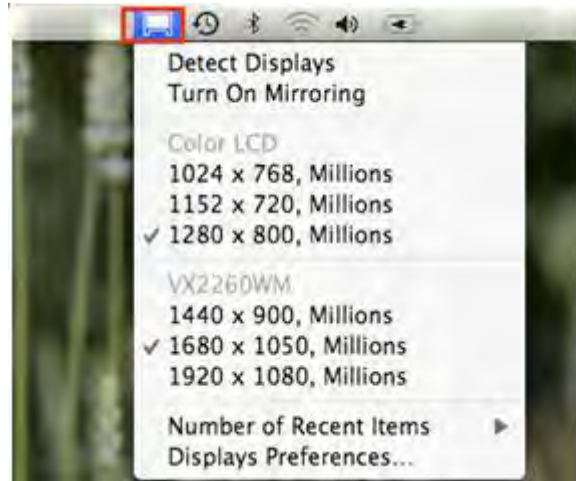 Detect Displays
Turn On Mirroring
Color LCD
1024 x 768, Millions
1152 x 720, Millions
✓ 1280 x 800, Millions
VX2260WM
1440 x 900, Millions
✓ 1680 x 1050, Millions
1920 x 1080, Millions
Number of Recent Items
Displays Preferences...